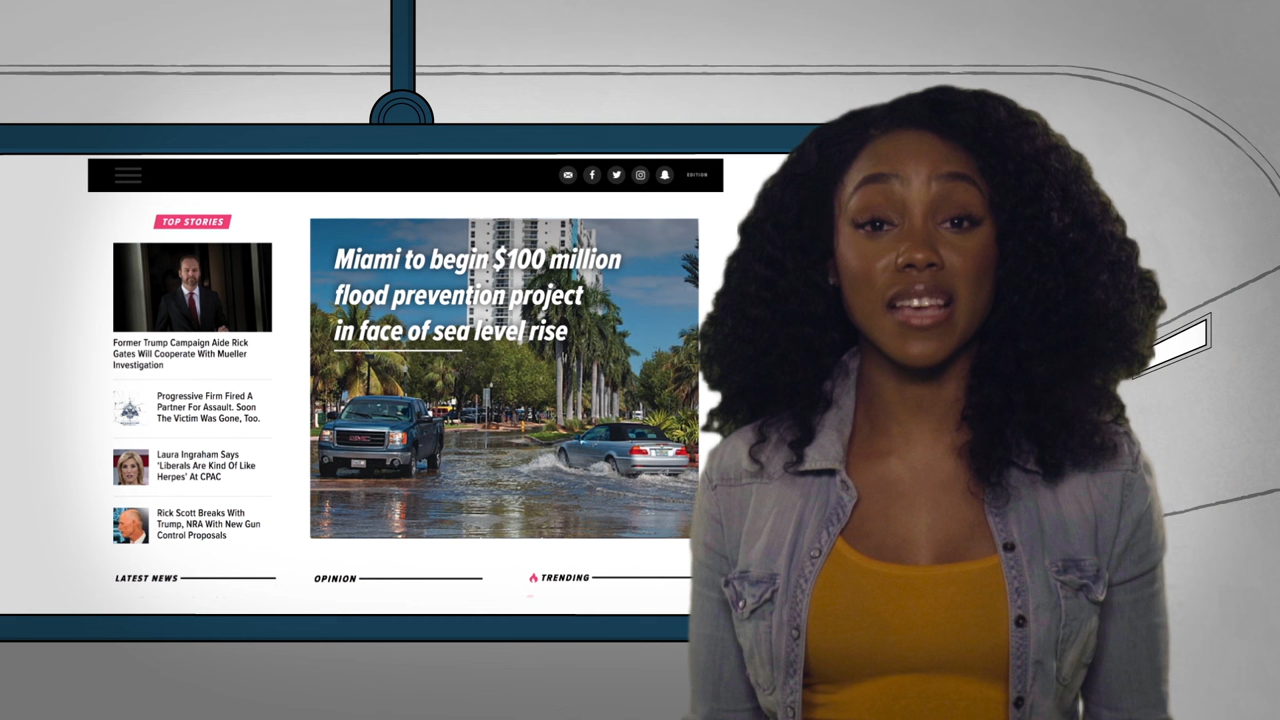 EDITION
TOP STORIES
Former Trump Campaign Aide Rick
Gates Will Cooperate With Mueller
Investigation
Progressive Firm Fired A
Partner For Assault. Soon
The Victim Was Gone, Too.
Laura Ingraham Says
‘Liberals Are Kind Of Like
Herpes’ At CPAC
Rick Scott Breaks With
Trump, NRA With New Gun
Control Proposals
Miami to begin $100 million
flood prevention project
in face of sea level rise
LATEST NEWS
OPINION
TRENDING